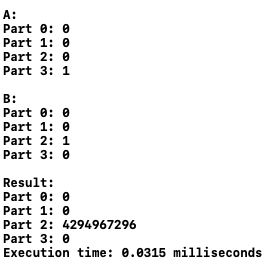 A:
Part 0: 0
Part 1: 0
Part 2: 0
Part 3: 1
B:
Part 0: 0
Part 1: 0
Part 2: 1
Part 3: 0
Result:
Part 0: 0
Part 1: 0
Part 2: 4294967296
Part 3: 0
Execution time: 0.0315 milliseconds